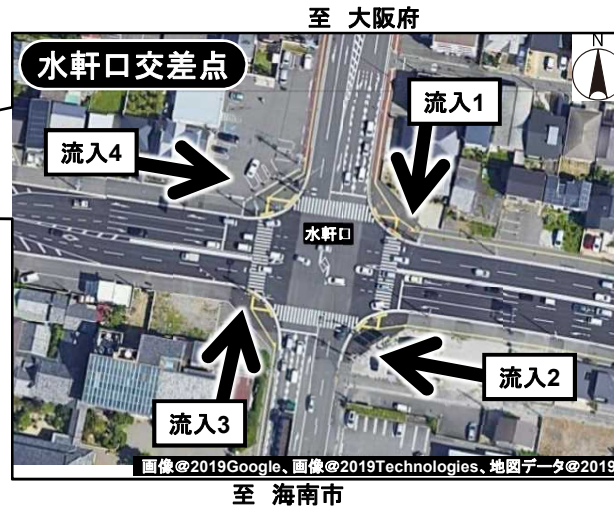 至 大阪府
水軒口交差点
N
流入1
流入4
水軒口
流入2
流入3
画像@2019Google、画像@2019Technologies、地図データ@2019
至 海南市